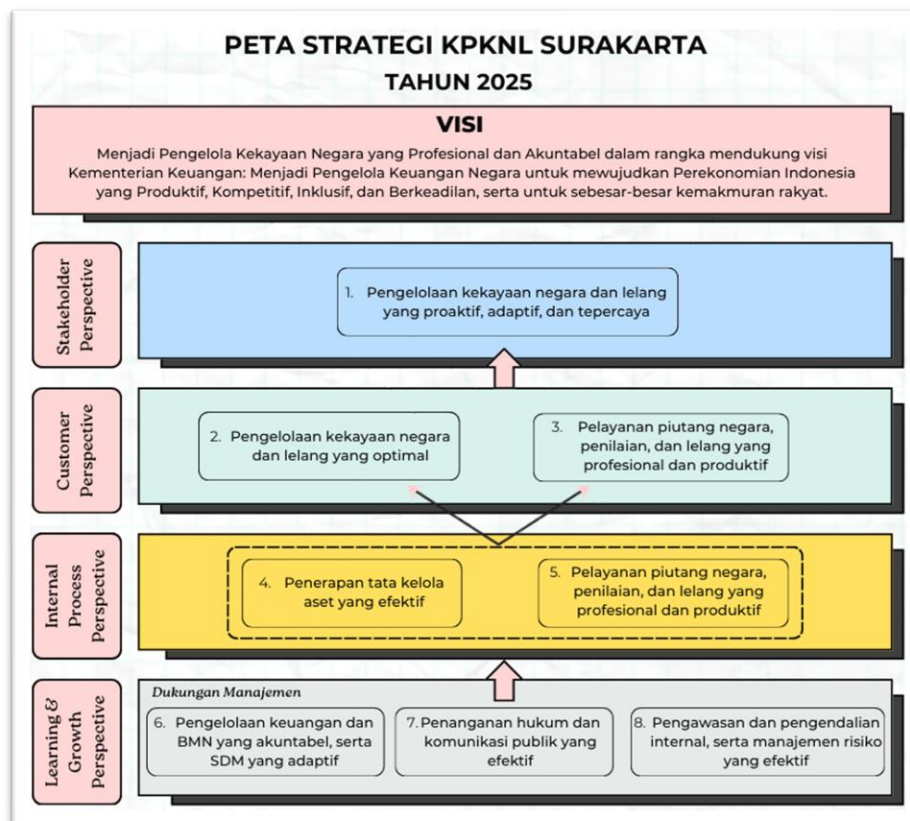 PETA STRATEGI KPKNL SURAKARTA
TAHUN 2025
VISI
Menjadi Pengelola Kekayaan Negara yang Profesional dan Akuntabel dalam rangka mendukung visi
Kementerian Keuangan: Menjadi Pengelola Keuangan Negara untuk mewujudkan Perekonomian Indonesia
yang Produktif, Kompetitif, Inklusif, dan Berkeadilan, serta untuk sebesar-besar kemakmuran rakyat.
Stakeholder
Perspective
1. Pengelolaan kekayaan negara dan lelang
yang proaktif, adaptif, dan tepercaya
Customer
Perspective
2. Pengelolaan kekayaan negara
dan lelang yang optimal
3. Pelayanan piutang negara,
penilaian, dan lelang yang
profesional dan produktif
Internal
Process
Perspective
4. Penerapan tata kelola
aset yang efektif
5. Pelayanan piutang negara,
penilaian, dan lelang yang
profesional dan produktif
Learning &
Growth
Perspective
Dukungan Manajemen
6. Pengelolaan keuangan dan
BMN yang akuntabel, serta
SDM yang adaptif
7. Penanganan hukum dan
komunikasi publik yang
efektif
8. Pengawasan dan pengendalian
internal, serta manajemen risiko
yang efektif